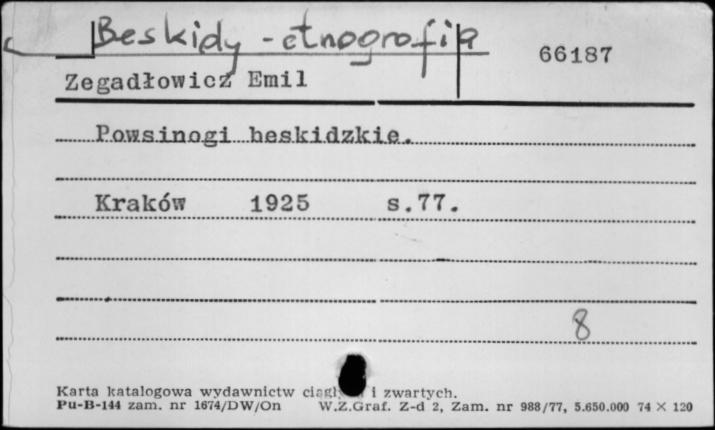 Beskidy - etnografia
66187
Zegadłowicz Emil
Powsinogi beskidzkie.
Kraków 1925 s.77.
8
Karta katalogowa wydawnictw i zwartych.
Pu-B-144 zam. nr 1674/DW/On W.Z.Graf. Z-d 2, Zam. nr 988/77, 5.650.000 74 × 120